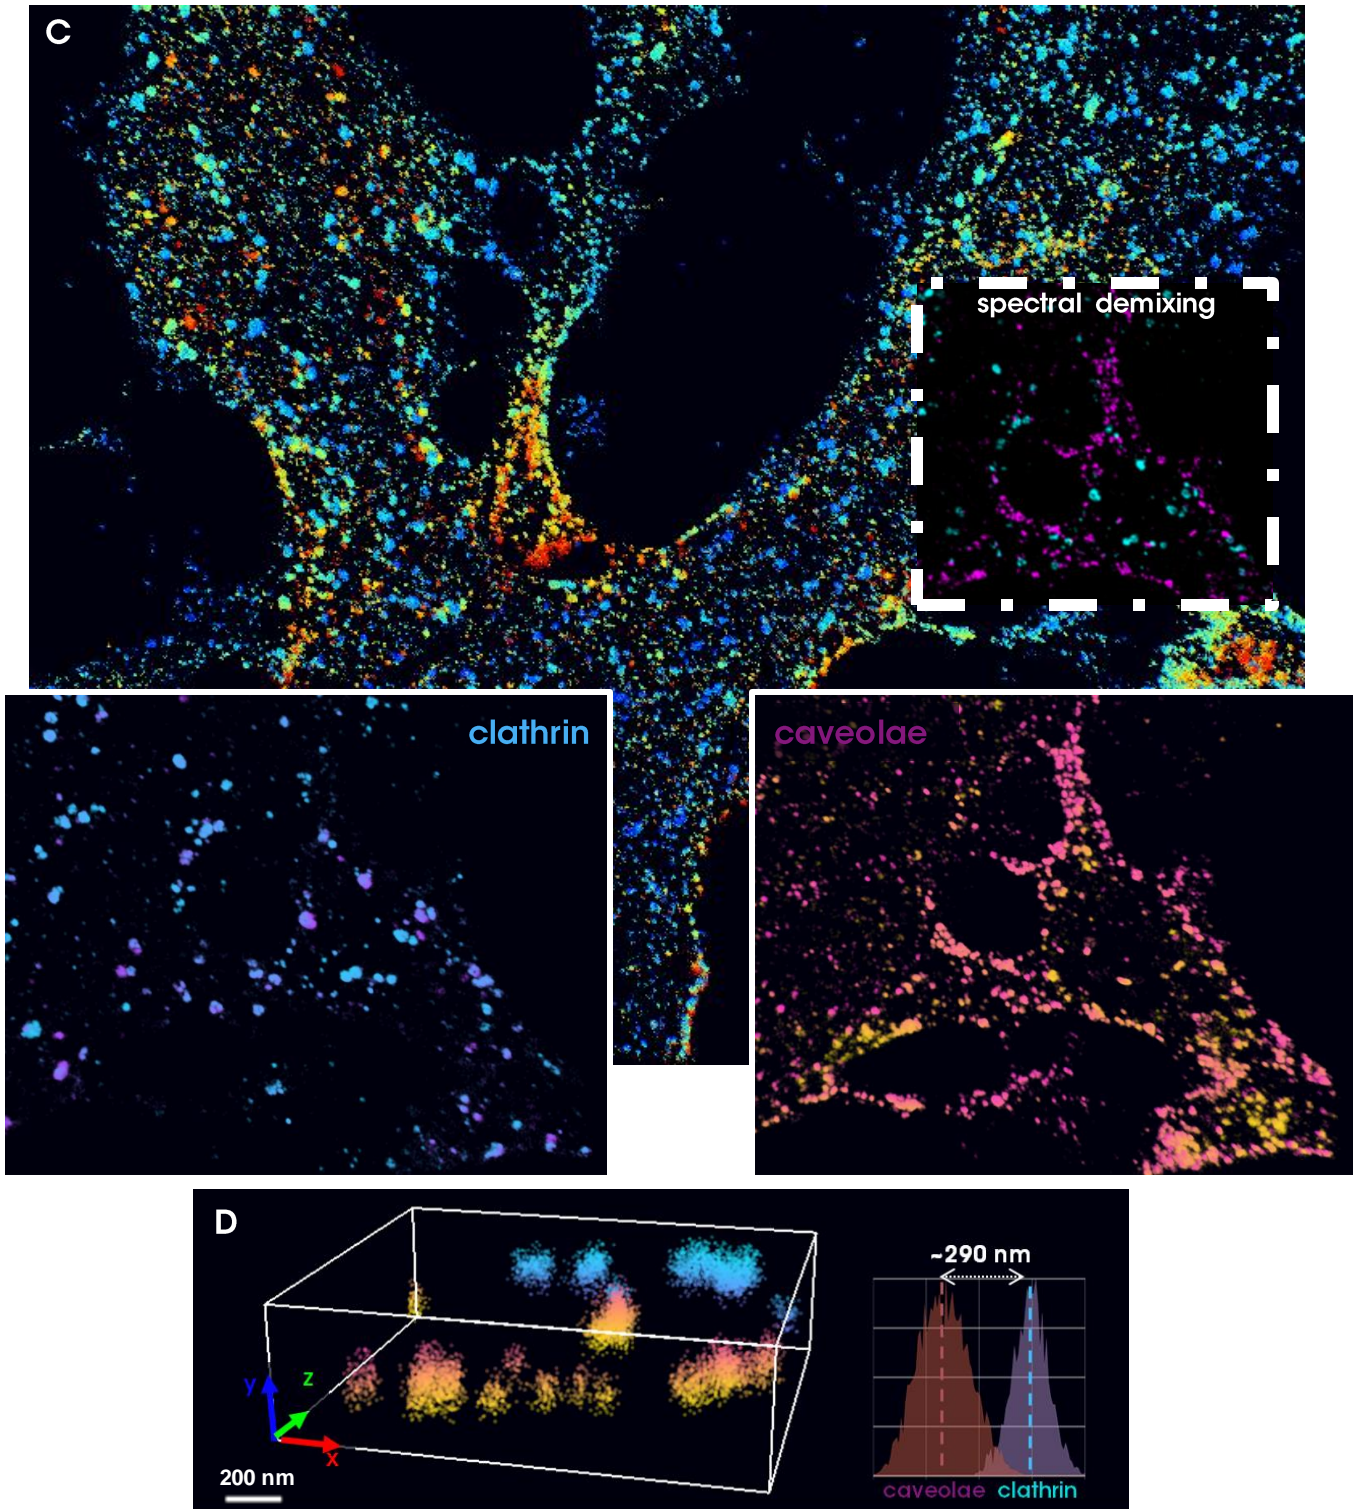 C
spectral demixing
clathrin
caveolae
D
~290 nm
y
z
x
200 nm
caveolae clathrin